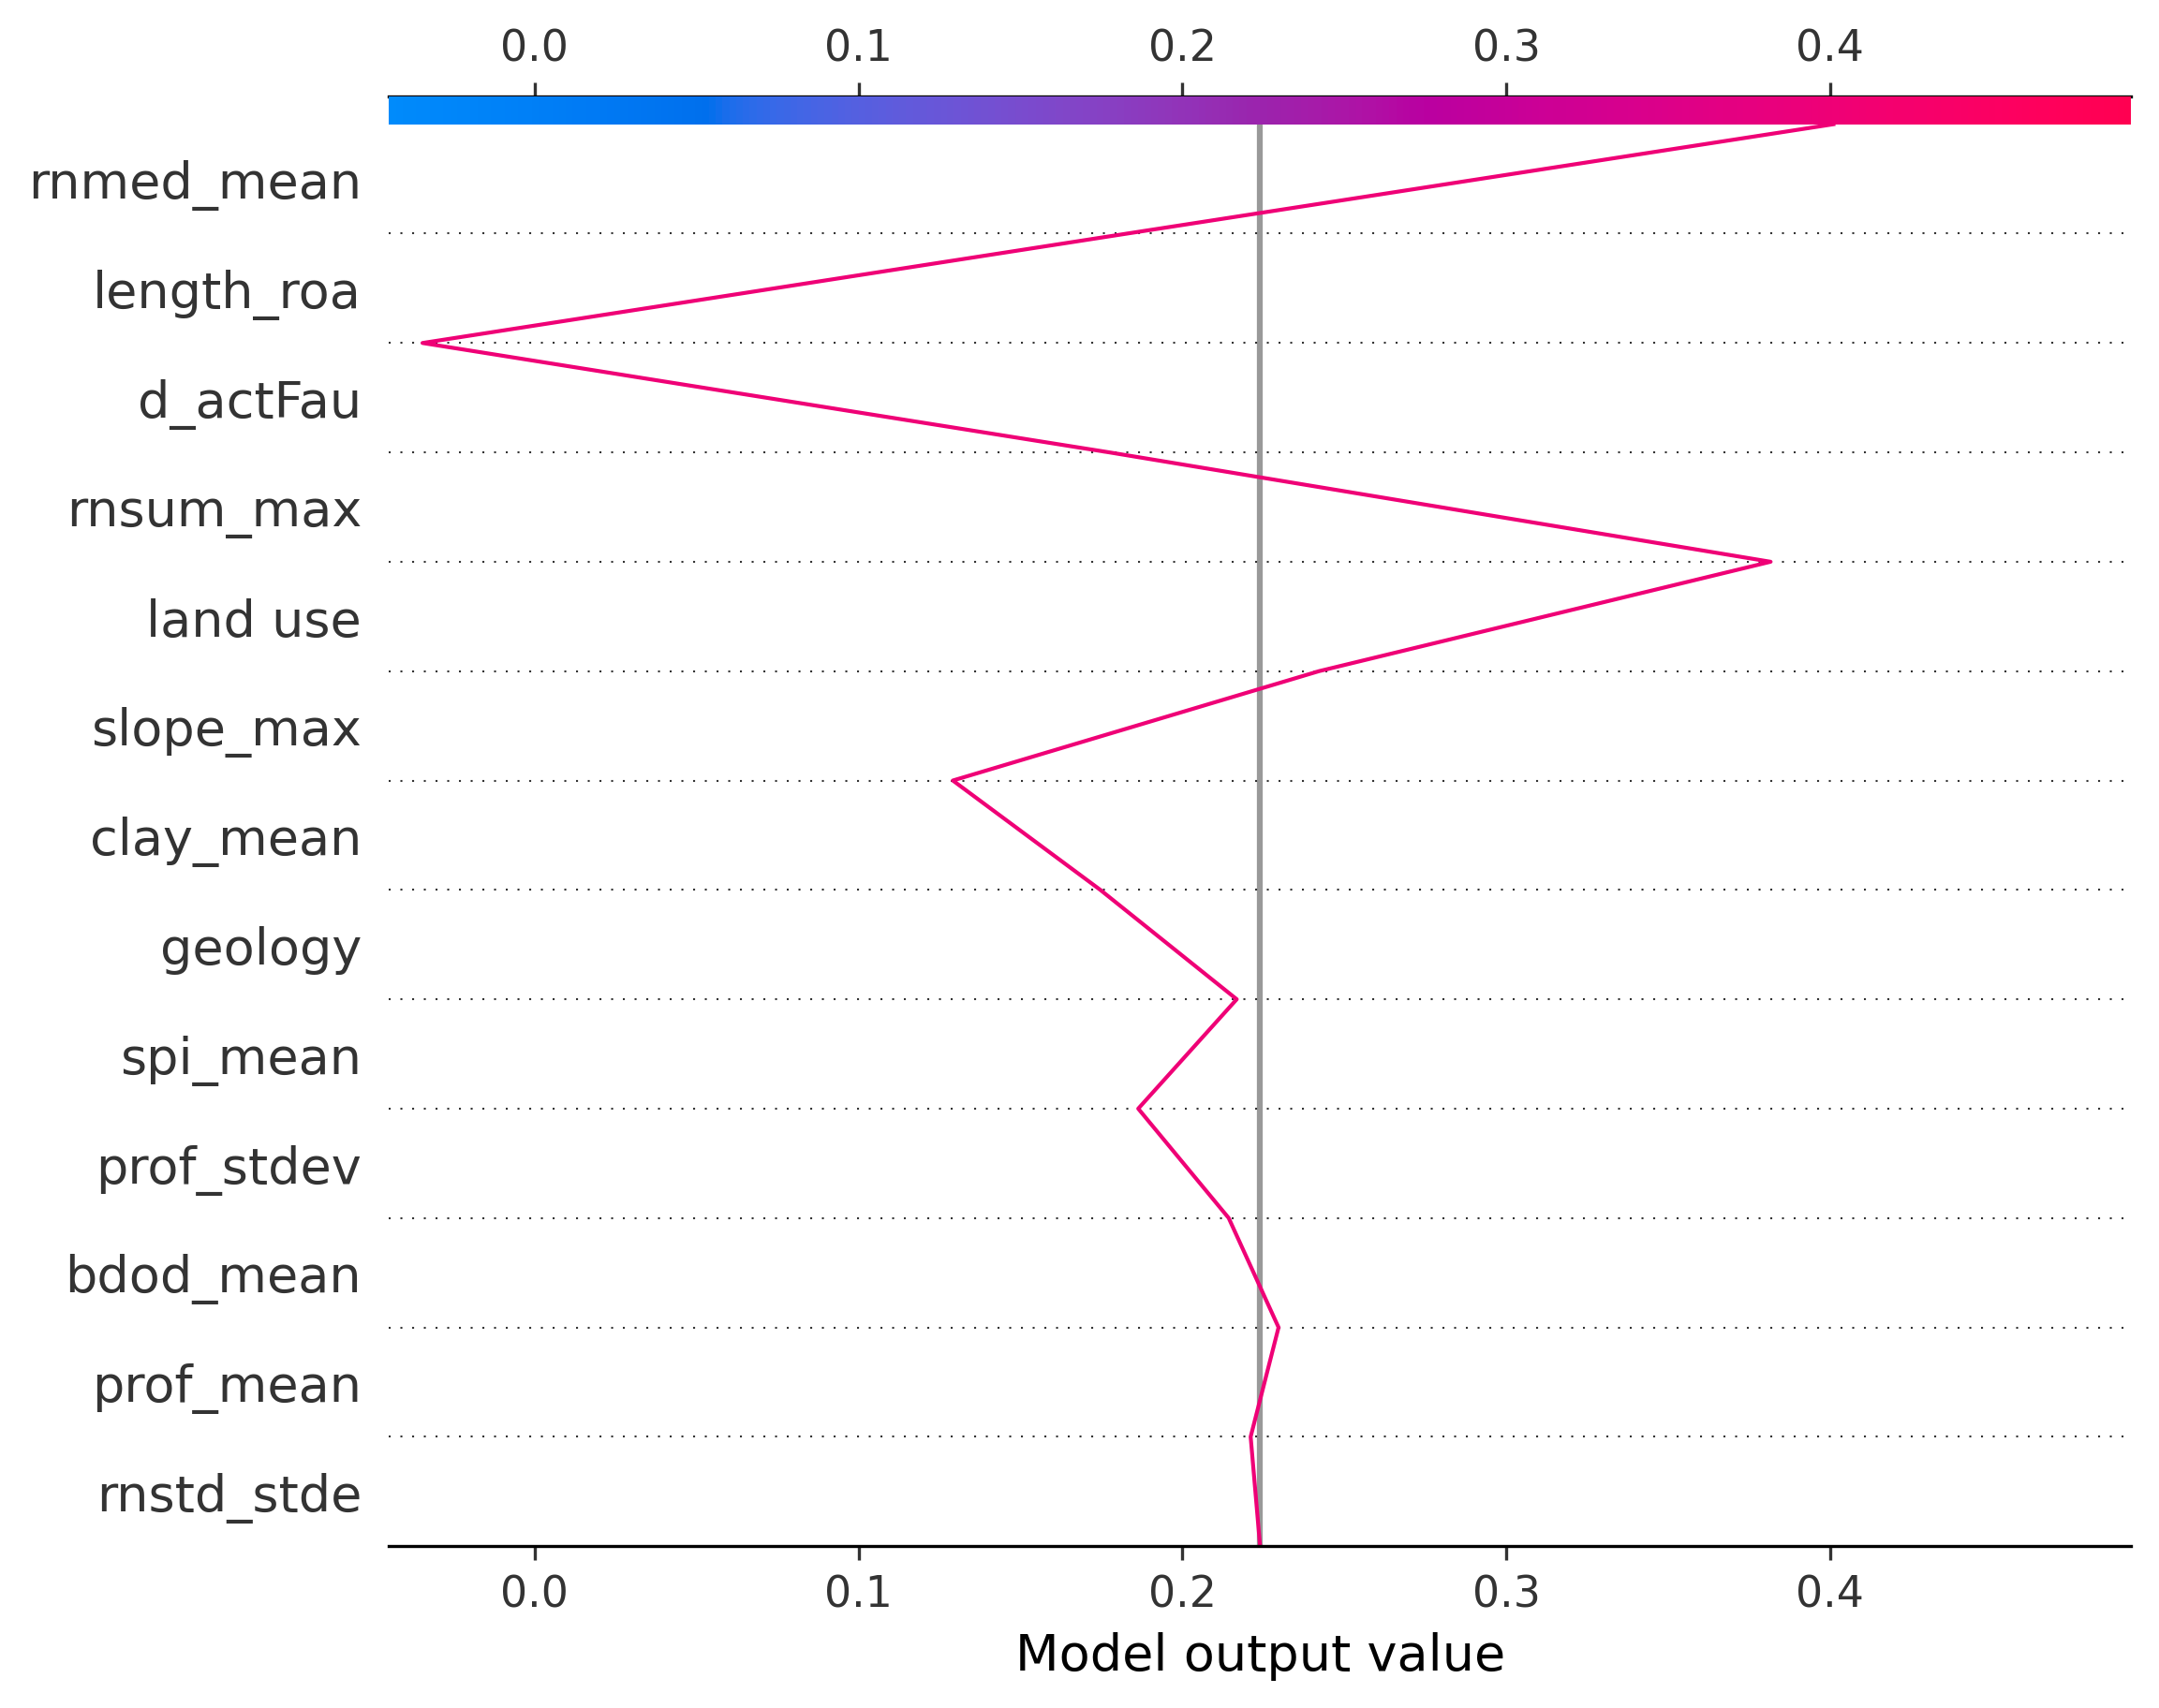 0.0 0.1 0.2 0.3 0.4
rnmed_mean
length_roa
d_actFau
rnsum_max
land use
slope_max
clay_mean
geology
spi_mean
prof_stdev
bdod_mean
prof_mean
rnstd_stde
0.0 0.1 0.2 0.3 0.4
Model output value